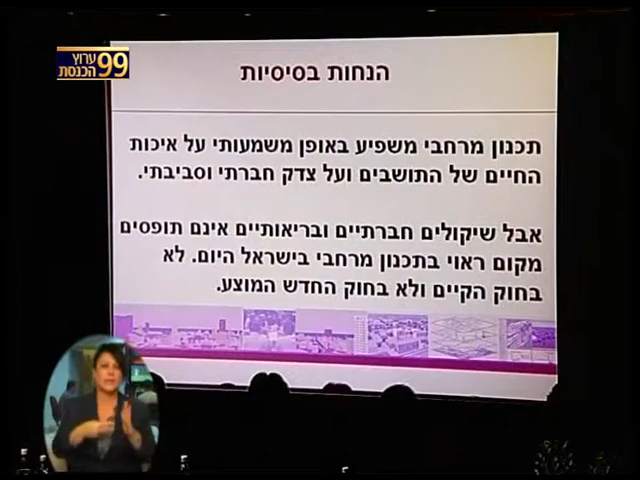 ערוץ
הכנסת
99
הנחות בסיסיות
תכנון מרחבי משפיע באופן משמעותי על איכות
החיים של התושבים ועל צדק חברתי וסביבתי.
אבל שיקולים חברתיים ובריאותיים אינם תופסים
מקום ראוי בתכנון מרחבי בישראל היום. לא
בחוק הקיים ולא בחוק החדש המוצע.